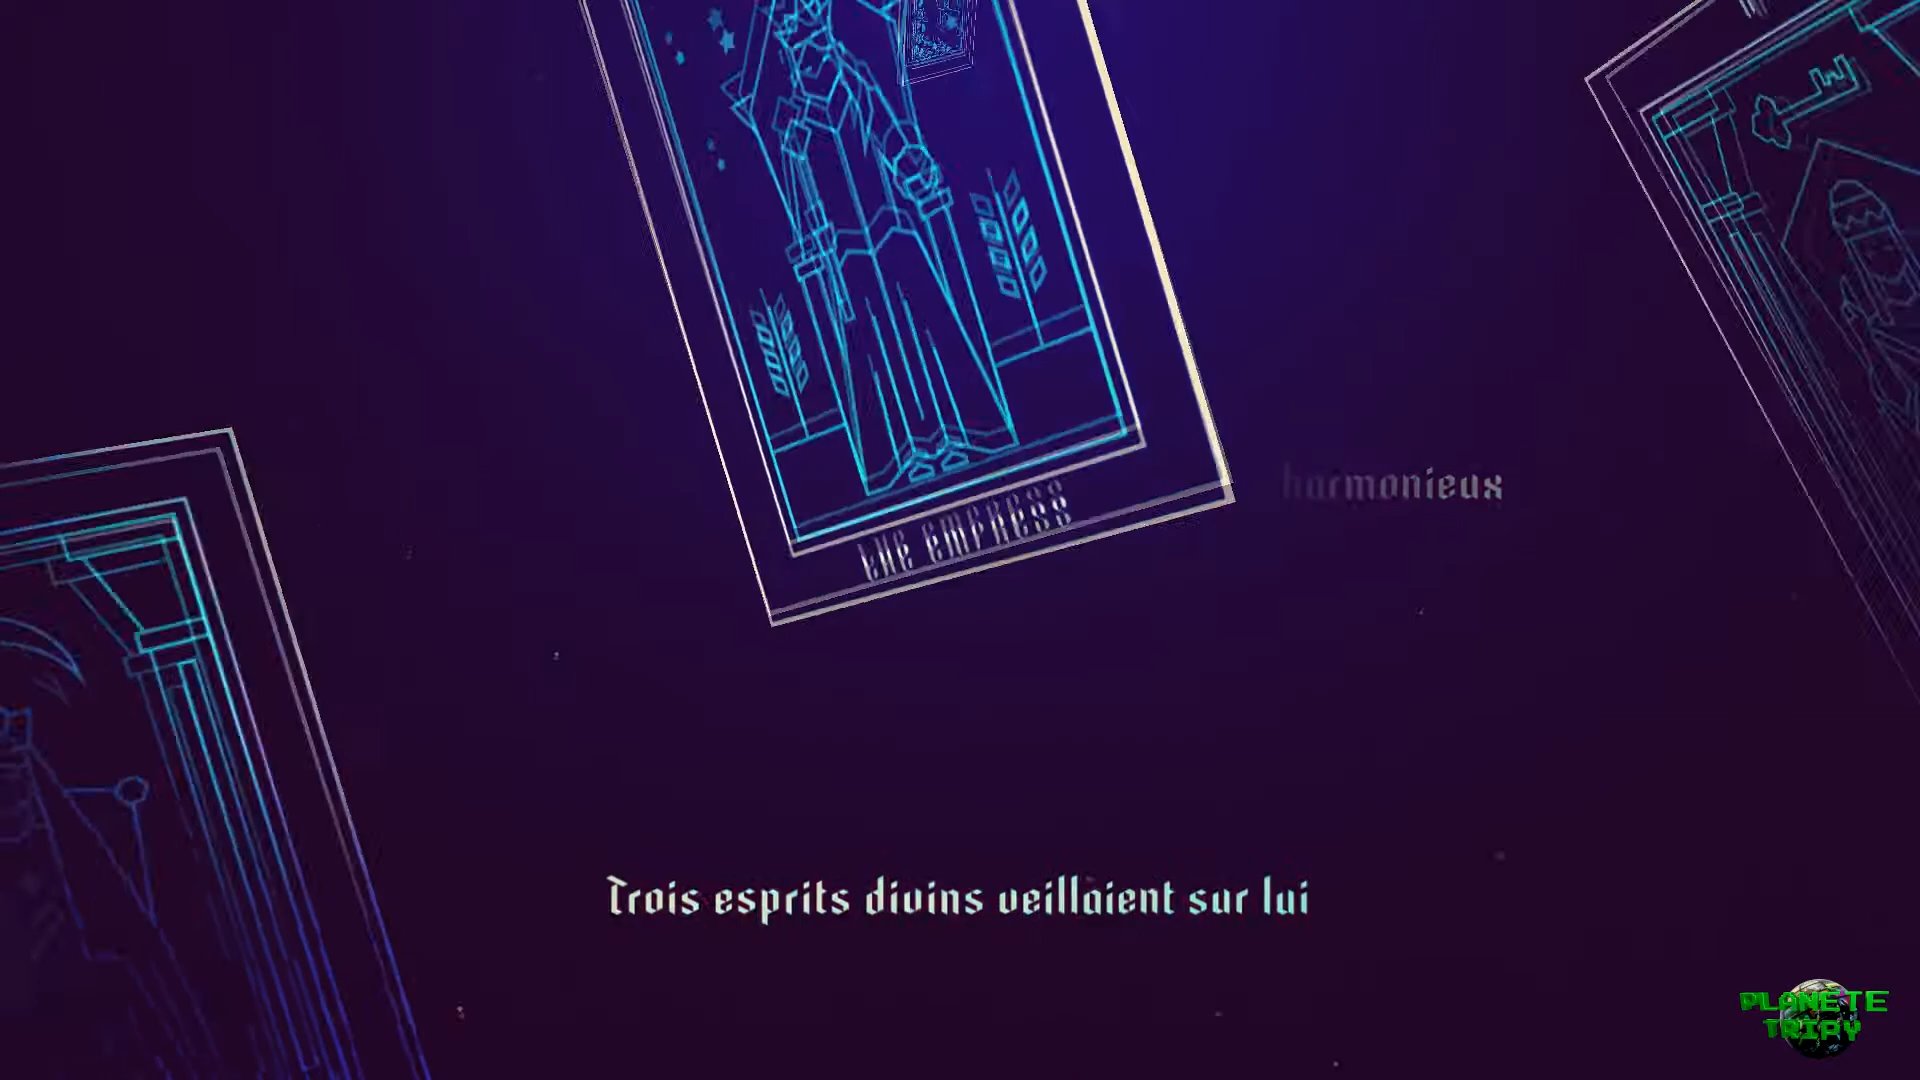 THE EMPRESS
harmonieux
Trois esprits divins veillaient sur lui
PLANETE
TRIPY